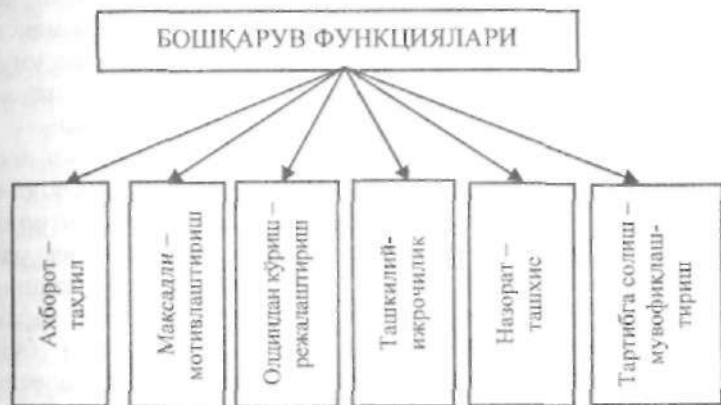 БОШҚАРУВ ФУНКЦИЯЛАРИ
Ахборот –
таҳлил
Мақсадли –
мотивлаштириш
Олдиндан кўриш –
режалаштириш
Ташкилий-
ижрочилик
Назорат –
ташхис
Тартибга солиш –
мувофиқлаш-
тириш